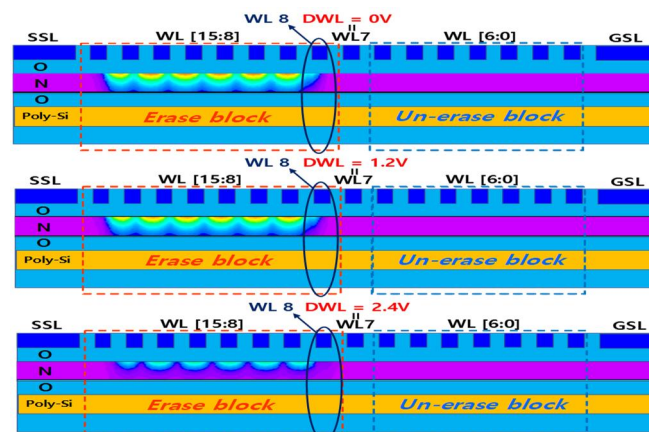 WL 8 DWL = 0V
SSL WL [15:8] =WL7 WL [6:0] GSL
O
N
O
Poly-Si Erase block Un-erase block
WL 8 DWL = 1.2V
SSL WL [15:8] =WL7 WL [6:0] GSL
O
N
O
Poly-Si Erase block Un-erase block
WL 8 DWL = 2.4V
SSL WL [15:8] =WL7 WL [6:0] GSL
O
N
O
Poly-Si Erase block Un-erase block